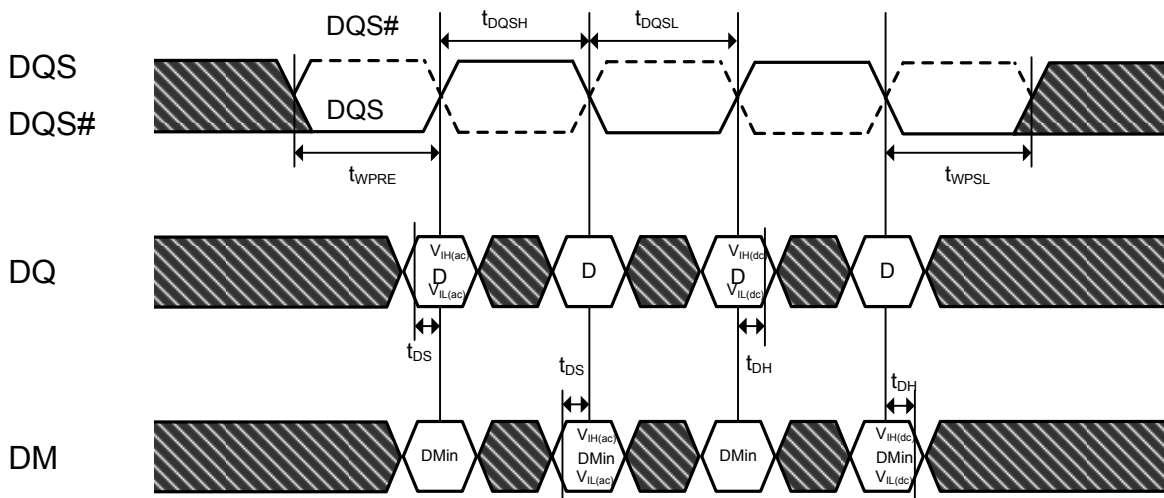 DQS#
tDQSH
tDQSL
DQS
DQS
DQS#
tWPRE
tWPSL
DQ
VIH(ac)
D
VIL(ac)
D
VIH(dc)
D
VIL(dc)
D
tDS
tDS
tDH
tDH
DM
DMin
VIH(ac)
DMin
VIL(ac)
DMin
VIH(dc)
DMin
VIL(dc)